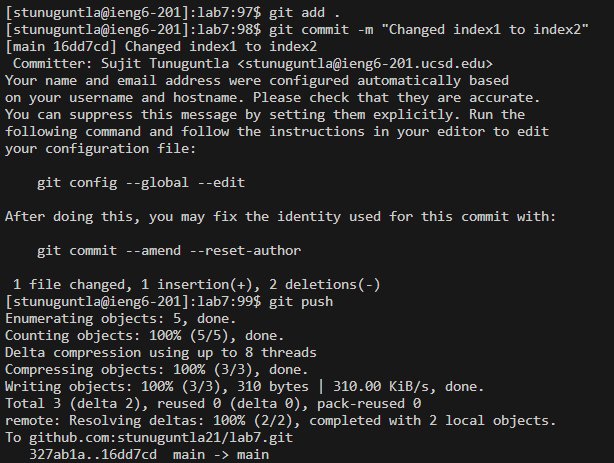 [stunuguntla@ieng6-201]:lab7:97$ git add .
[stunuguntla@ieng6-201]:lab7:98$ git commit -m "Changed index1 to index2"
[main 16dd7cd] Changed index1 to index2
 Committer: Sujit Tunuguntla <stunuguntla@ieng6-201.ucsd.edu>
Your name and email address were configured automatically based
on your username and hostname. Please check that they are accurate.
You can suppress this message by setting them explicitly. Run the
following command and follow the instructions in your editor to edit
your configuration file:

    git config --global --edit

After doing this, you may fix the identity used for this commit with:

    git commit --amend --reset-author

 1 file changed, 1 insertion(+), 2 deletions(-)
[stunuguntla@ieng6-201]:lab7:99$ git push
Enumerating objects: 5, done.
Counting objects: 100% (5/5), done.
Delta compression using up to 8 threads
Compressing objects: 100% (3/3), done.
Writing objects: 100% (3/3), 310 bytes | 310.00 KiB/s, done.
Total 3 (delta 2), reused 0 (delta 0), pack-reused 0
remote: Resolving deltas: 100% (2/2), completed with 2 local objects.
To github.com:stunuguntla21/lab7.git
   327ab1a..16dd7cd  main -> main